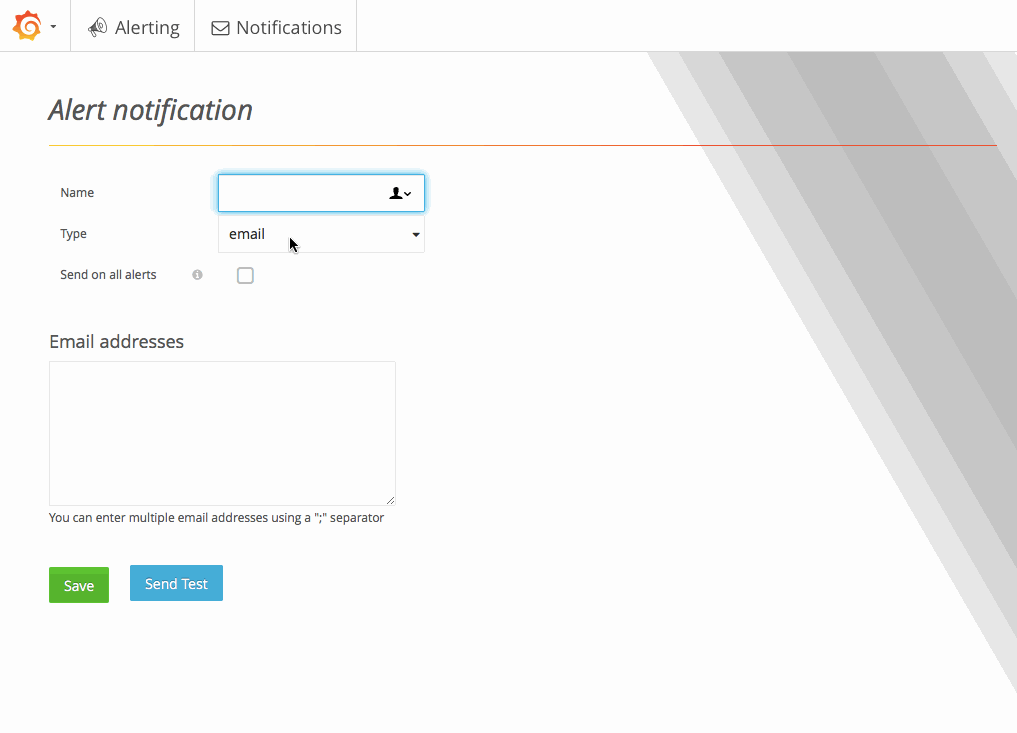 Alerting
Notifications
Alert notification
Name
Type
email
Send on all alerts
Email addresses
You can enter multiple email addresses using a ";" separator
Save
Send Test